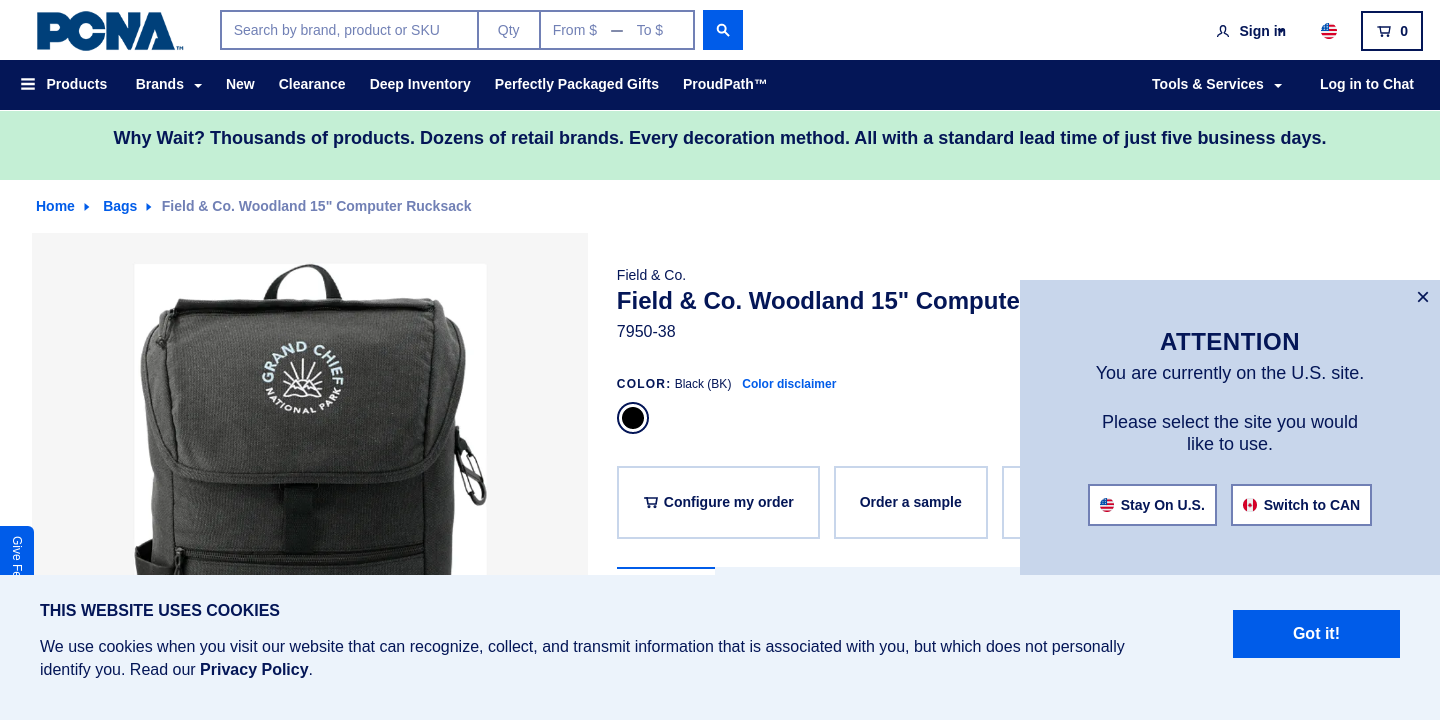 PCNA™
Search by brand, product or SKU
Qty
From $ — To $
Sign in
0
Products
Brands
New
Clearance
Deep Inventory
Perfectly Packaged Gifts
ProudPath™
Tools & Services
Log in to Chat
Why Wait? Thousands of products. Dozens of retail brands. Every decoration method. All with a standard lead time of just five business days.
Home
Bags
Field & Co. Woodland 15" Computer Rucksack
GRAND CHIEF
NATIONAL PARK
Field & Co.
Field & Co. Woodland 15" Compute
7950-38
COLOR: Black (BK) Color disclaimer
Configure my order
Order a sample
×
ATTENTION
You are currently on the U.S. site.
Please select the site you would
like to use.
Stay On U.S.
Switch to CAN
Give Fe
THIS WEBSITE USES COOKIES
We use cookies when you visit our website that can recognize, collect, and transmit information that is associated with you, but which does not personally
identify you. Read our Privacy Policy.
Got it!